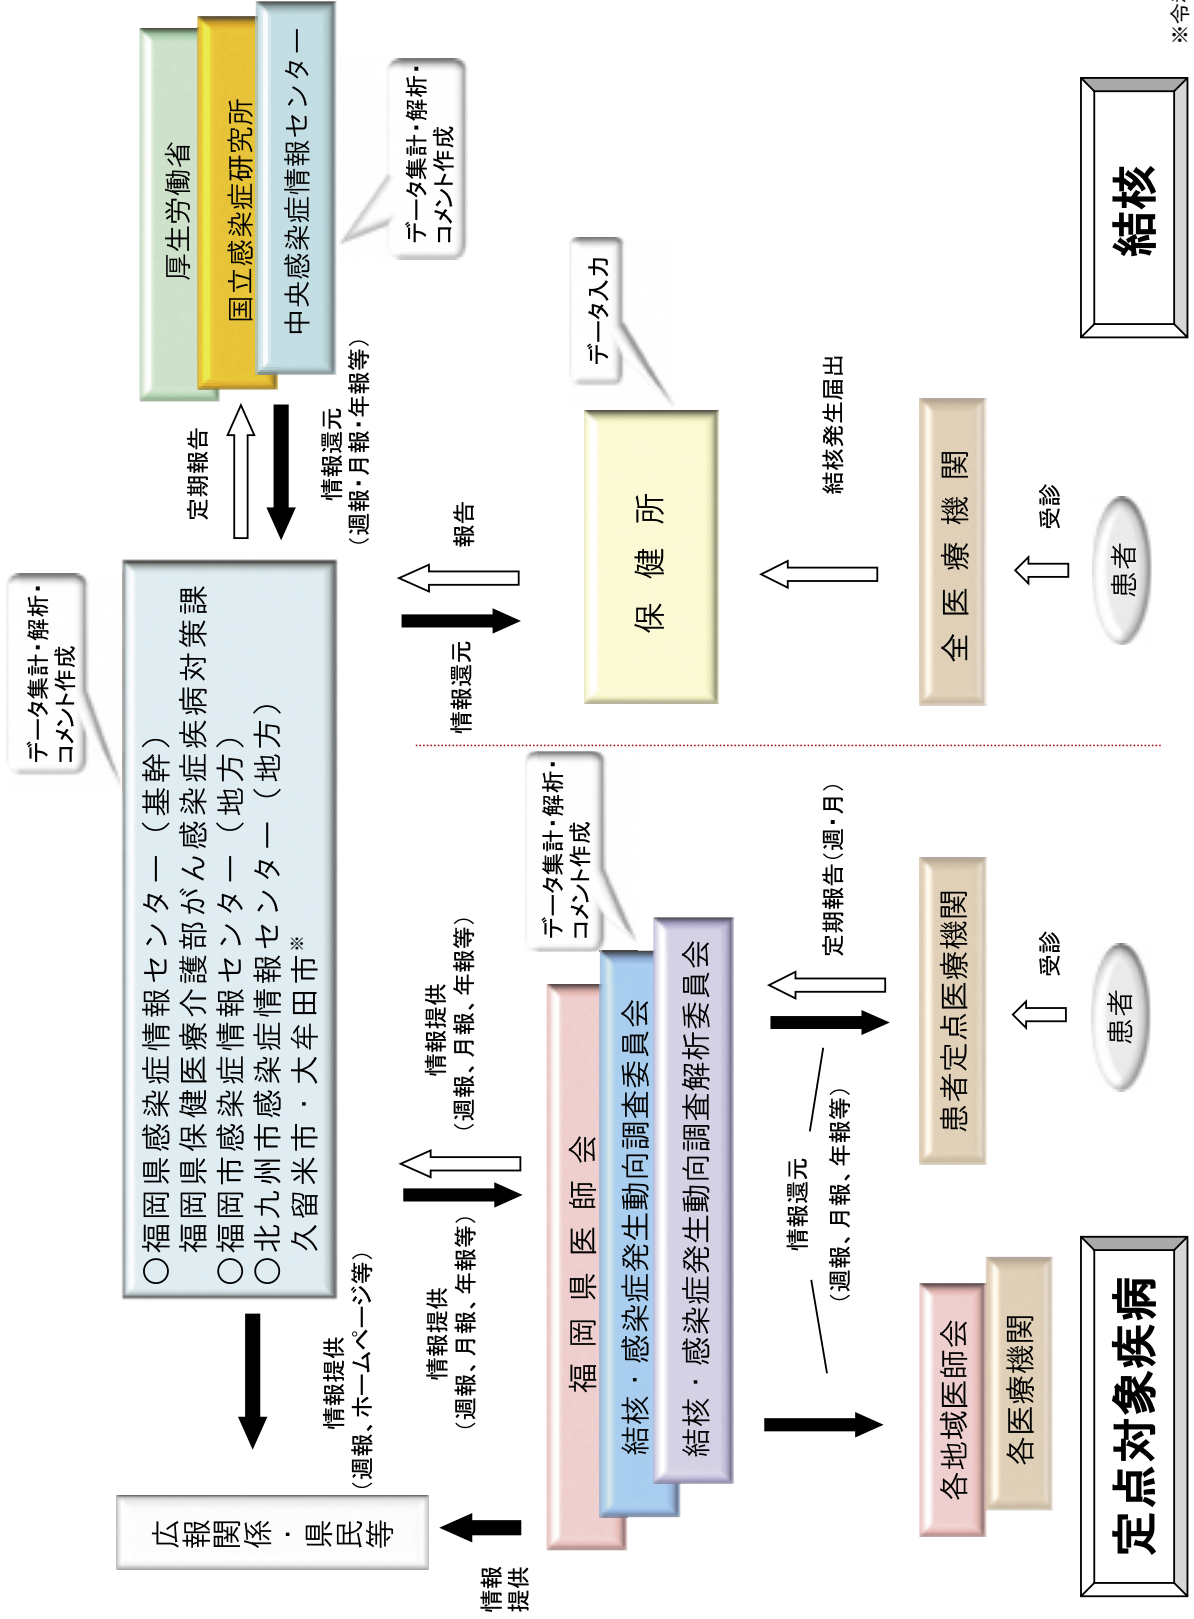 厚生労働省
国立感染症研究所
中央感染症情報センター
データ集計・解析・
コメント作成
定期報告
情報還元
（週報・月報・年報等）
データ集計・解析・
コメント作成
○福岡県感染症情報センター（基幹）
福岡県保健医療介護部がん感染症疾病対策課
○福岡市感染症情報センター（地方）
○北九州市感染症情報センター（地方）
久留米市・大牟田市※
情報提供
（週報、ホームページ等）
広報関係・県民等
情報
提供
情報提供
（週報、月報、年報等）
情報提供
（週報、月報、年報等）
情報還元
報告
福岡県医師会
結核・感染症発生動向調査委員会
結核・感染症発生動向調査解析委員会
データ集計・解析・
コメント作成
保健所
データ入力
情報還元
（週報、月報、年報等）
定期報告（週・月）
結核発生届出
各地域医師会
各医療機関
患者定点医療機関
全医療機関
受診
受診
患者
患者
定点対象疾病
結核